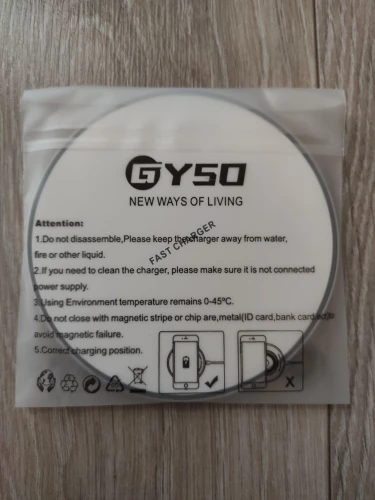 GYSO
NEW WAYS OF LIVING
FAST CHARGER
Attention:
1.Do not disassemble,Please keep the charger away from water,
fire or other liquid.
2.If you need to clean the charger, please make sure it is not connected
power supply.
3.Using Environment temperature remains 0-45ºC.
4.Do not close with magnetic stripe or chip are,metal(ID card,bank card,ect)to
avoid magnetic failure.
5.Correct charging position.